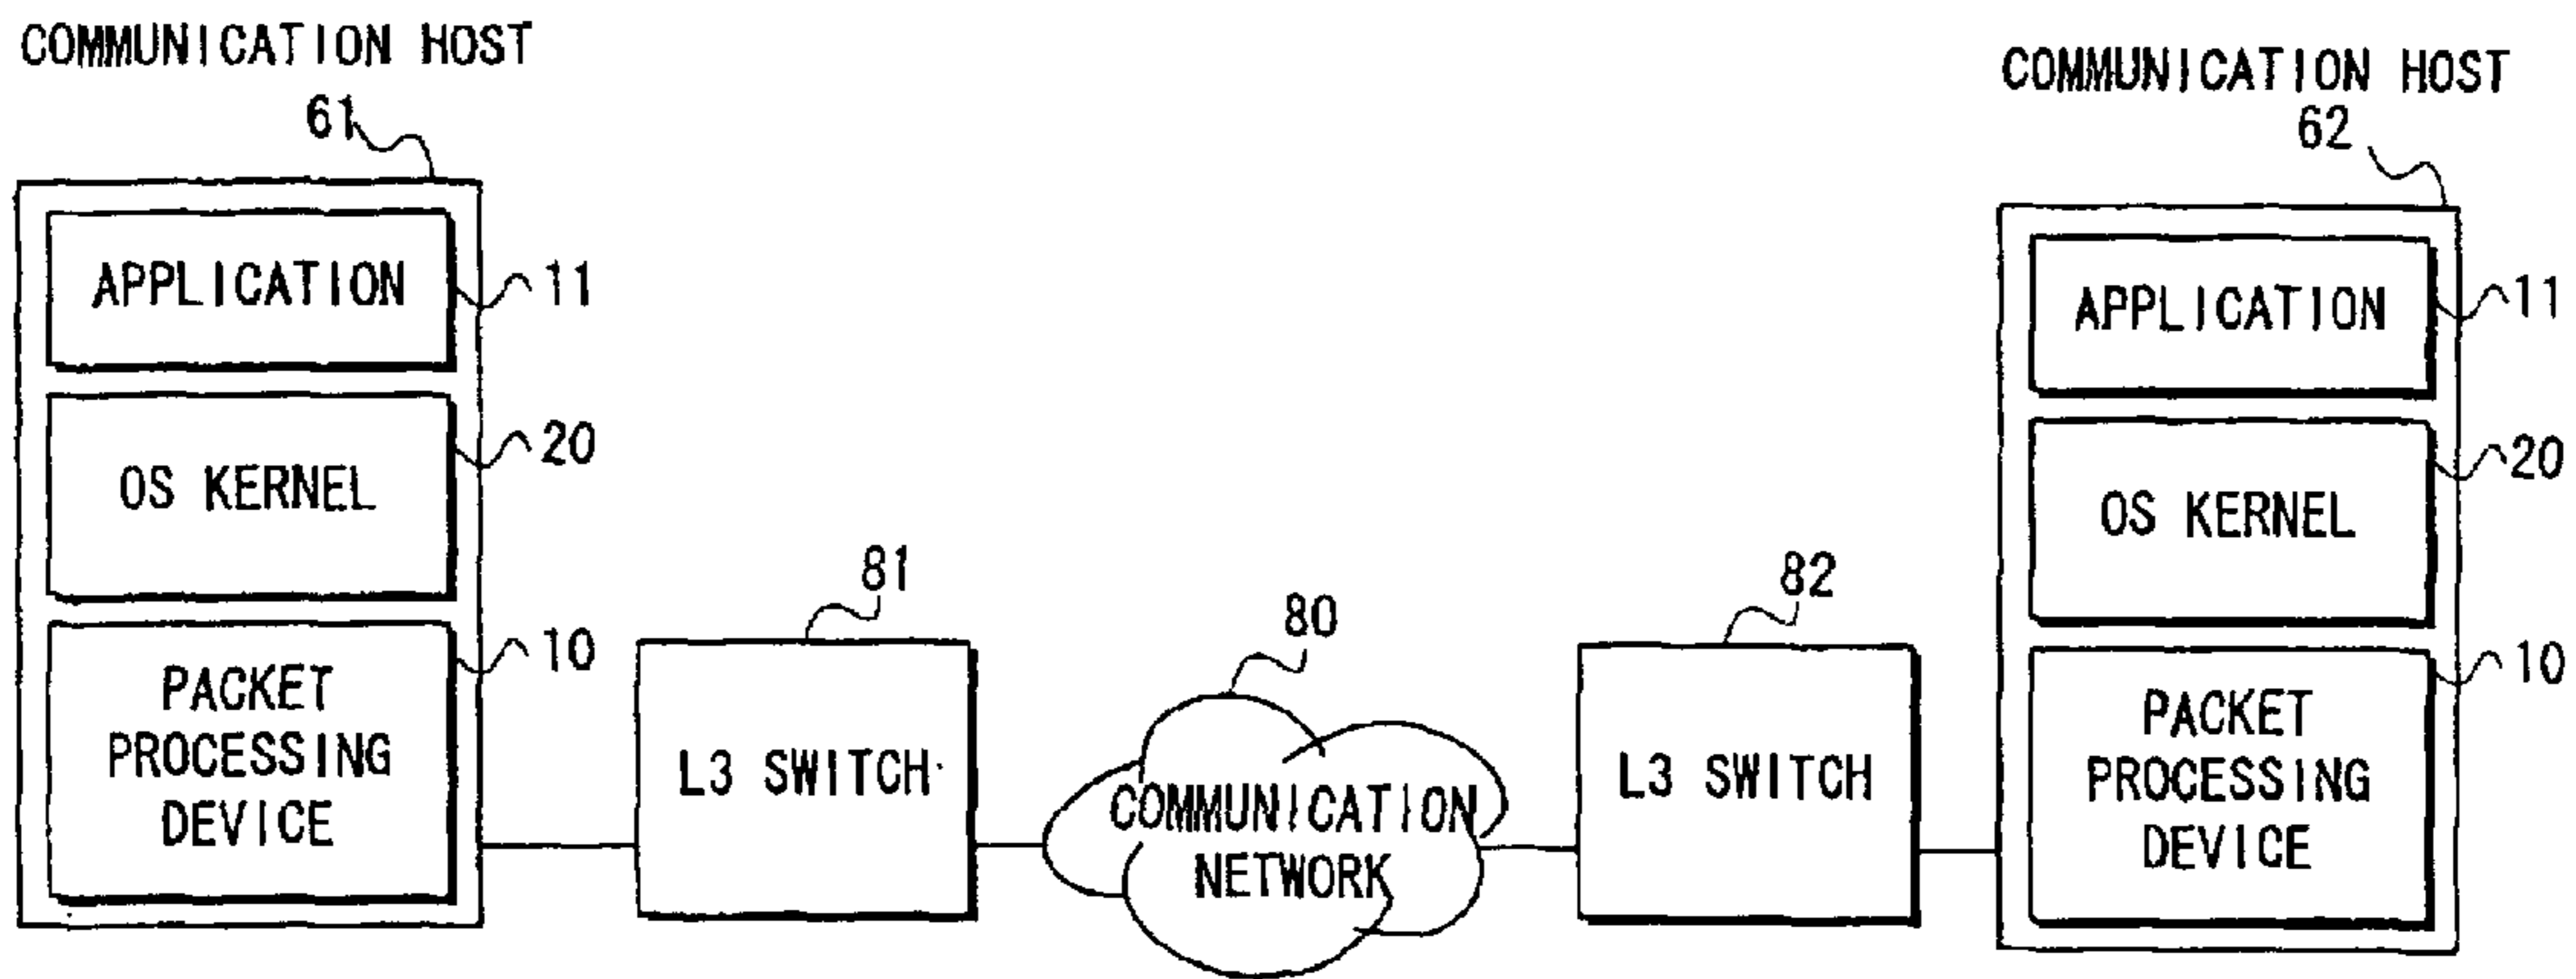 COMMUNICATION HOST
61
APPLICATION
11
OS KERNEL
20
PACKET
PROCESSING
DEVICE
10
81
L3 SWITCH
80
COMMUNICATION
NETWORK
82
L3 SWITCH
COMMUNICATION HOST
62
APPLICATION
11
OS KERNEL
20
PACKET
PROCESSING
DEVICE
10